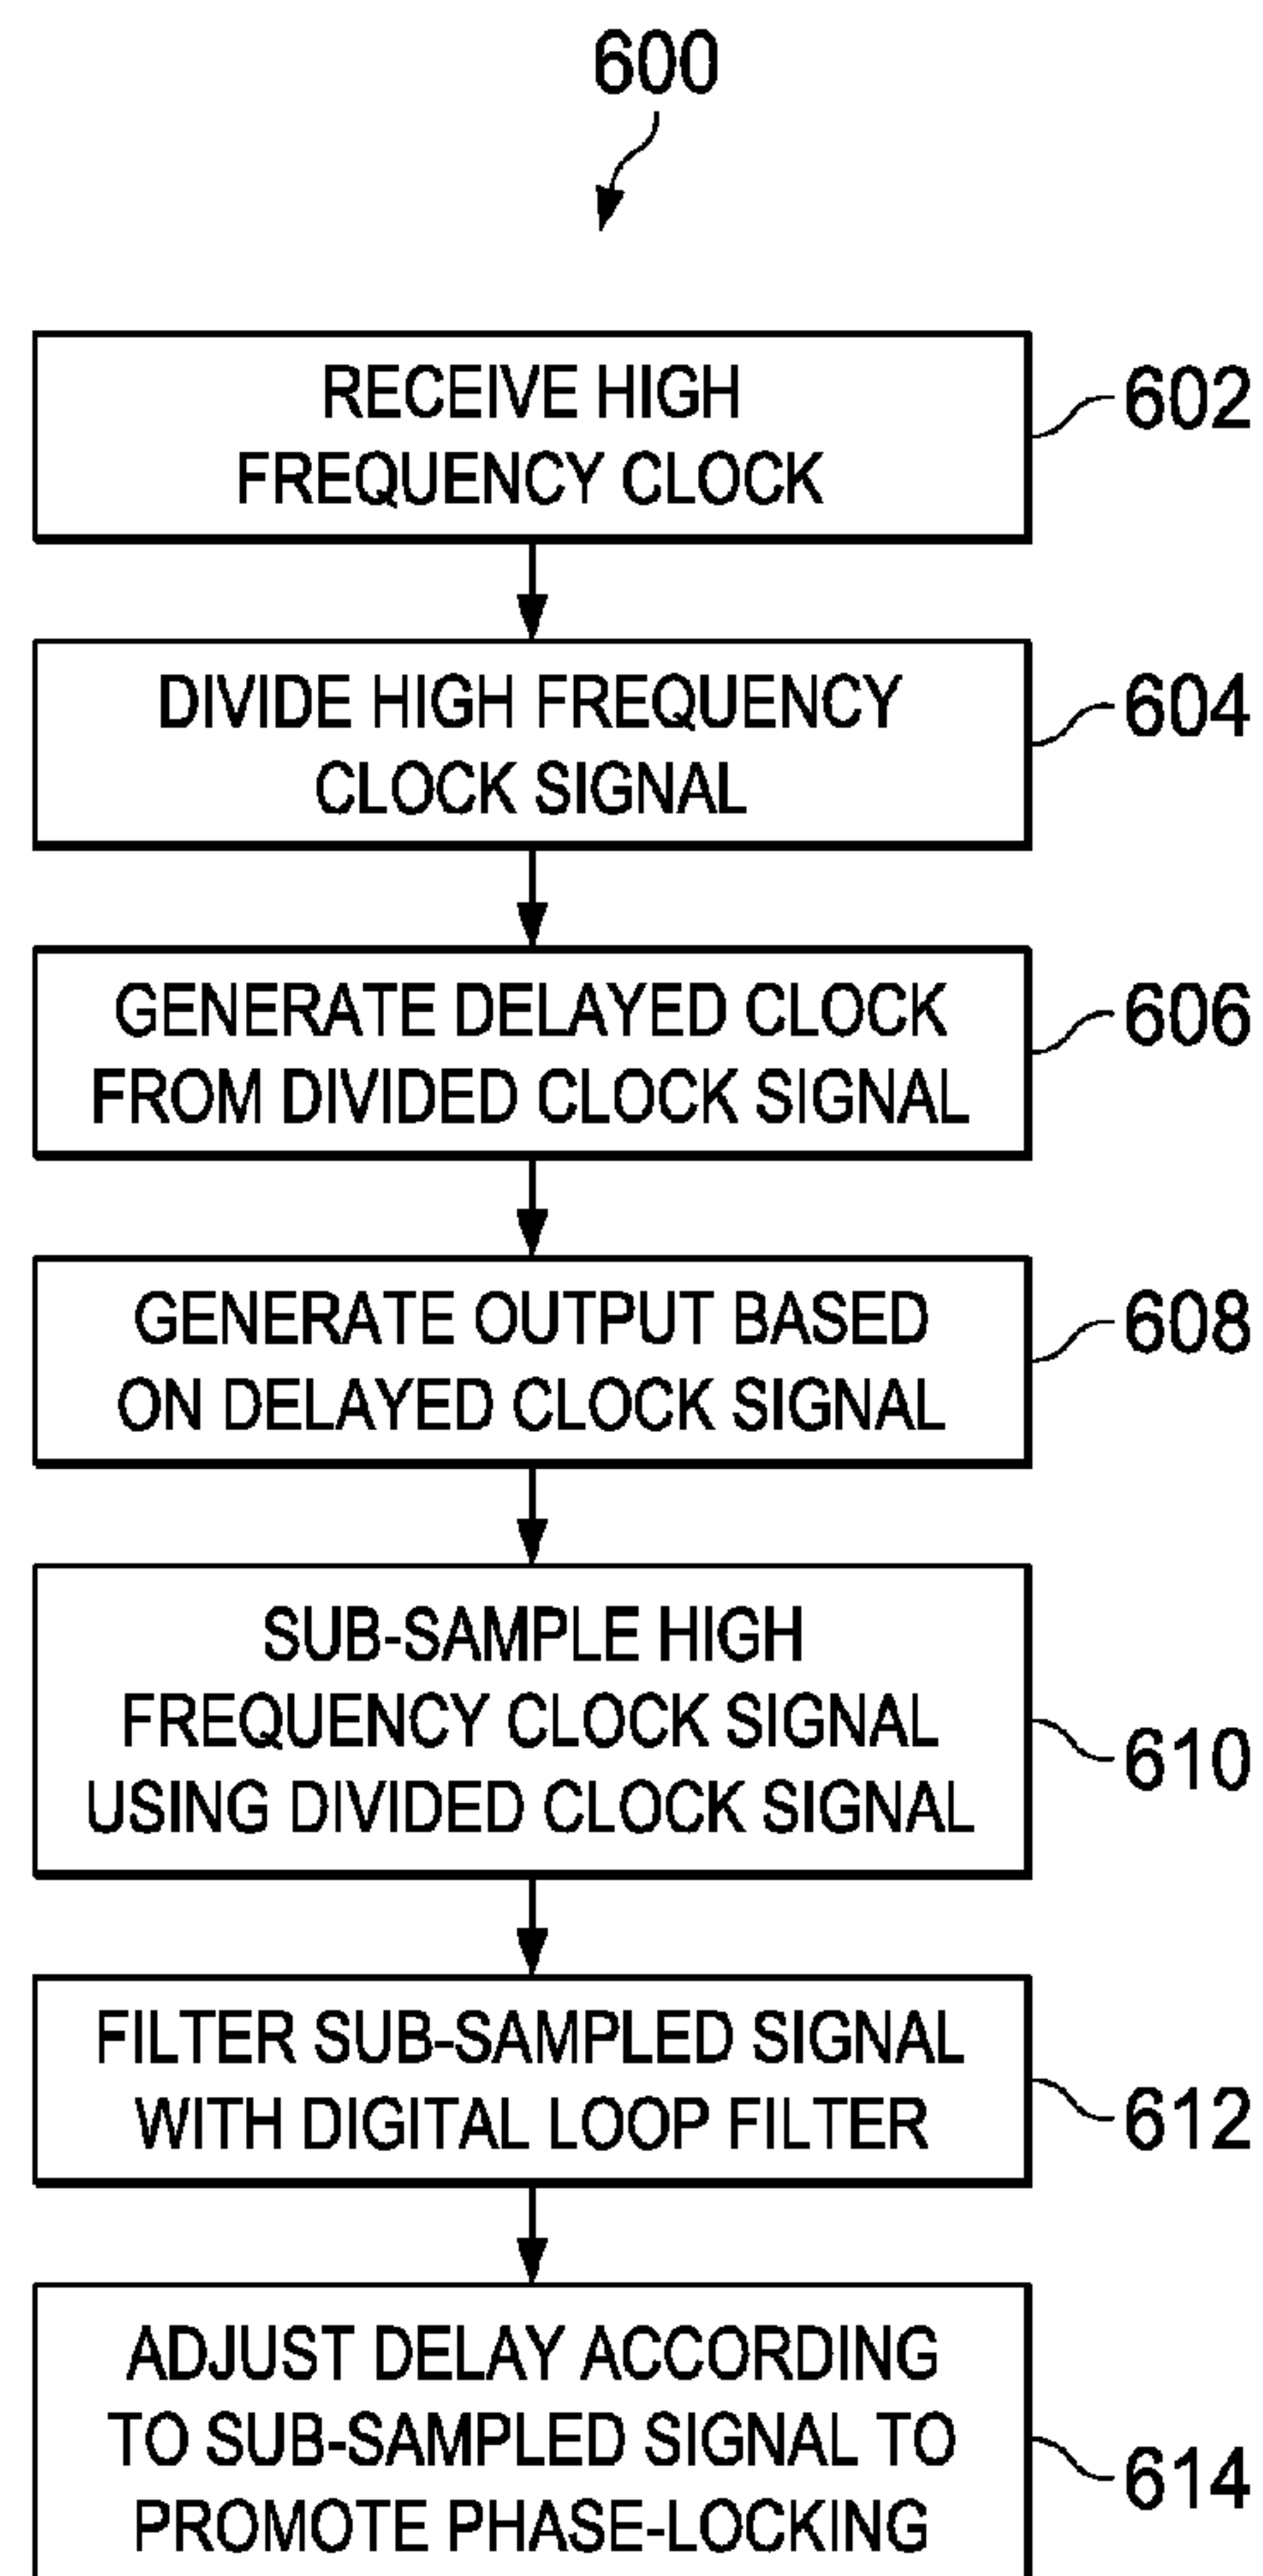 600
RECEIVE HIGH
FREQUENCY CLOCK
602
DIVIDE HIGH FREQUENCY
CLOCK SIGNAL
604
GENERATE DELAYED CLOCK
FROM DIVIDED CLOCK SIGNAL
606
GENERATE OUTPUT BASED
ON DELAYED CLOCK SIGNAL
608
SUB-SAMPLE HIGH
FREQUENCY CLOCK SIGNAL
USING DIVIDED CLOCK SIGNAL
610
FILTER SUB-SAMPLED SIGNAL
WITH DIGITAL LOOP FILTER
612
ADJUST DELAY ACCORDING
TO SUB-SAMPLED SIGNAL TO
PROMOTE PHASE-LOCKING
614